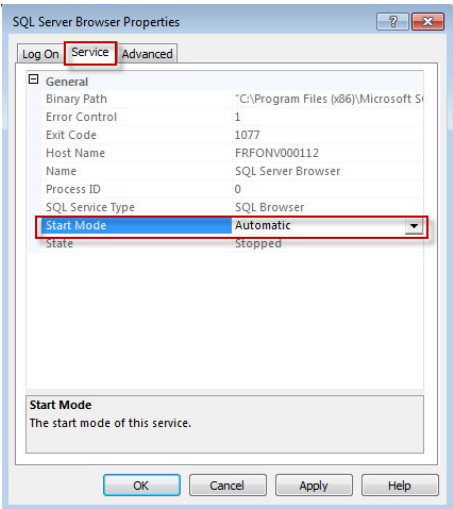 SQL Server Browser Properties
Log On Service Advanced
General
Binary Path "C:\Program Files (x86)\Microsoft S
Error Control 1
Exit Code 1077
Host Name FRFONV000112
Name SQL Server Browser
Process ID 0
SQL Service Type SQL Browser
Start Mode Automatic
State Stopped
Start Mode
The start mode of this service.
OK Cancel Apply Help